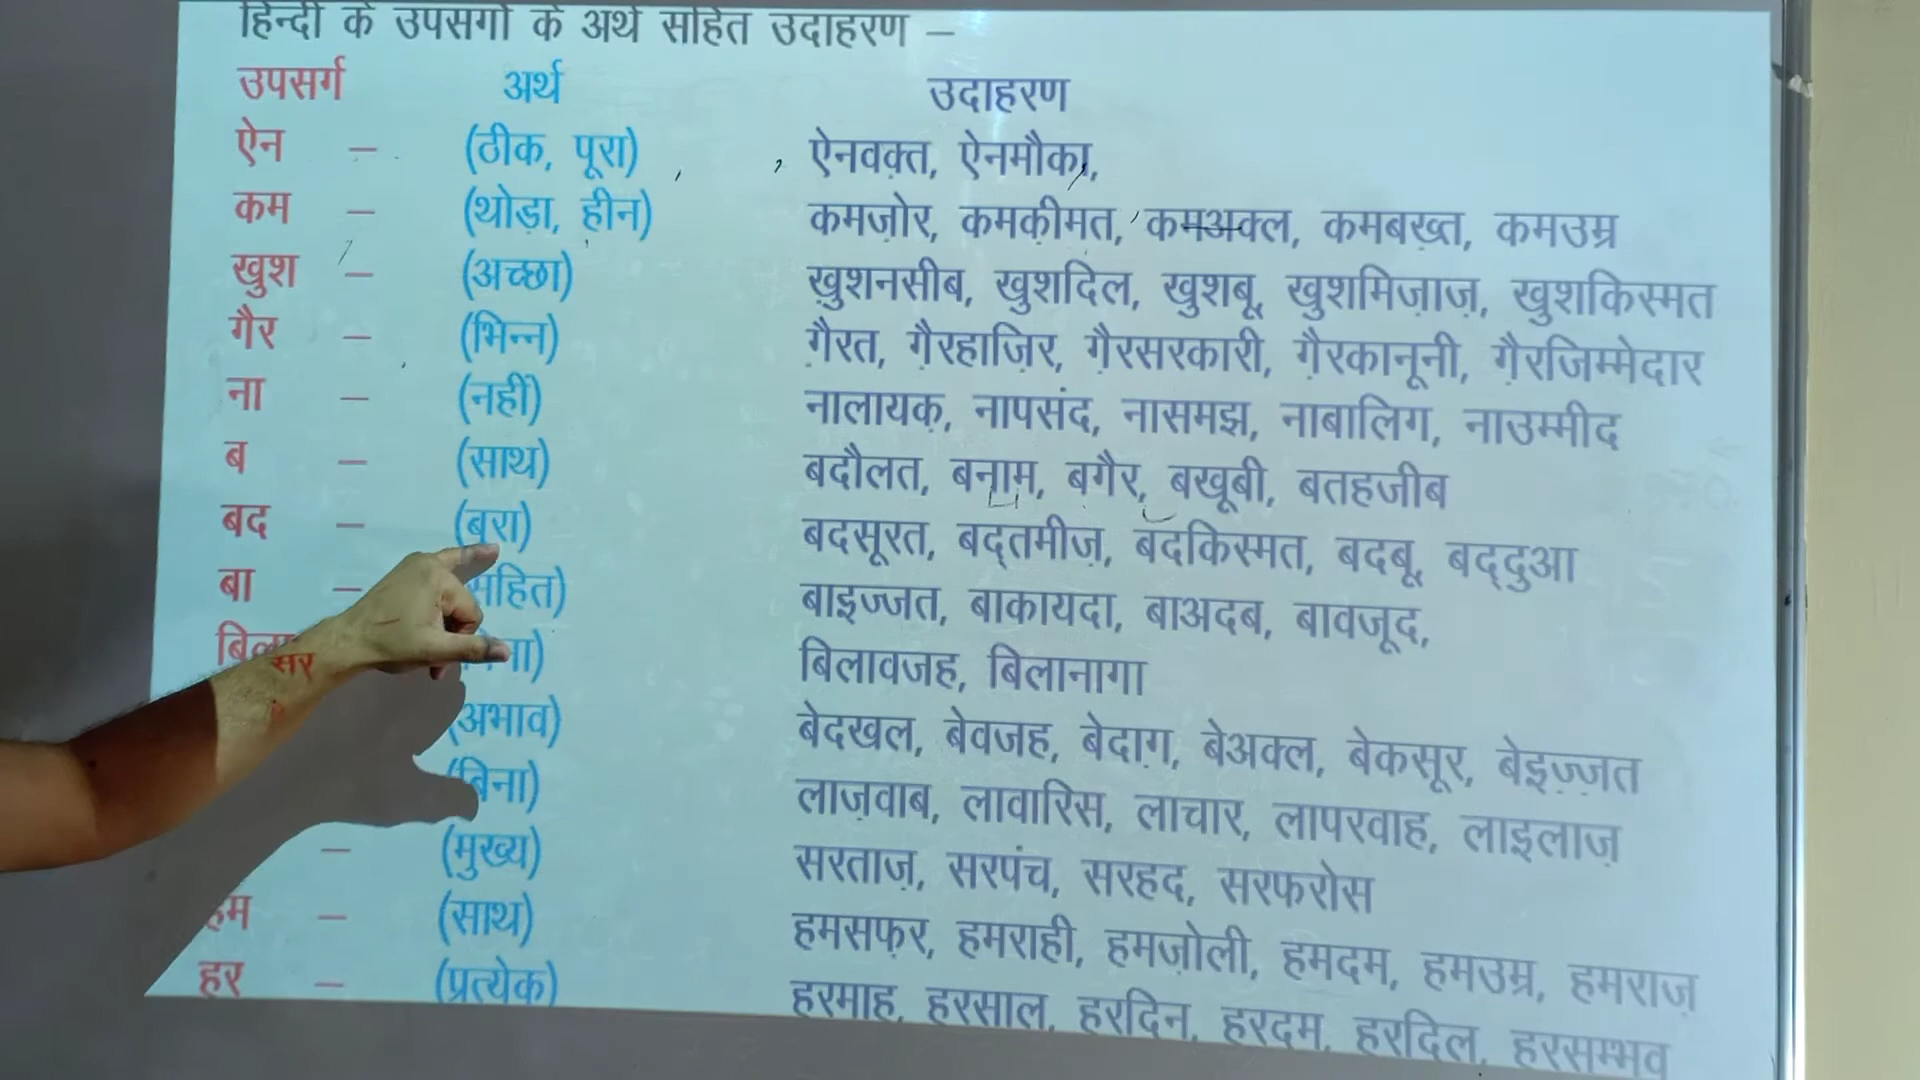 हिन्दी के उपसर्गो के अर्थ सहित उदाहरण –
उपसर्ग अर्थ उदाहरण
ऐन – (ठीक, पूरा) ऐनवक़्त, ऐनमौका,
कम – (थोड़ा, हीन) कमज़ोर, कमक़ीमत, कमअक्ल, कमबख़्त, कमउम्र
खुश – (अच्छा) ख़ुशनसीब, खुशदिल, खुशबू, खुशमिज़ाज़, खुशकिस्मत
गैर – (भिन्न) ग़ैरत, ग़ैरहाज़िर, ग़ैरसरकारी, ग़ैरकानूनी, ग़ैरजिम्मेदार
ना – (नहीं) नालायक़, नापसंद, नासमझ, नाबालिग, नाउम्मीद
ब – (साथ) बदौलत, बनाम, बगैर, बखूबी, बतहजीब
बद – (बुरा) बदसूरत, बद्तमीज़, बदकिस्मत, बदबू, बद्दुआ
बा – सहित) बाइज्जत, बाकायदा, बाअदब, बावजूद,
बिलावजह, बिलानागा
सर
(अभाव) बेदखल, बेवजह, बेदाग़, बेअक्ल, बेकसूर, बेइज़्ज़त
(बिना) लाज़वाब, लावारिस, लाचार, लापरवाह, लाइलाज़
– (मुख्य) सरताज़, सरपंच, सरहद, सरफरोस
हम – (साथ) हमसफ़र, हमराही, हमज़ोली, हमदम, हमउम्र, हमराज़
हर – (प्रत्येक) हरमाह, हरसाल, हरदिन, हरदम, हरदिल, हरसम्भव